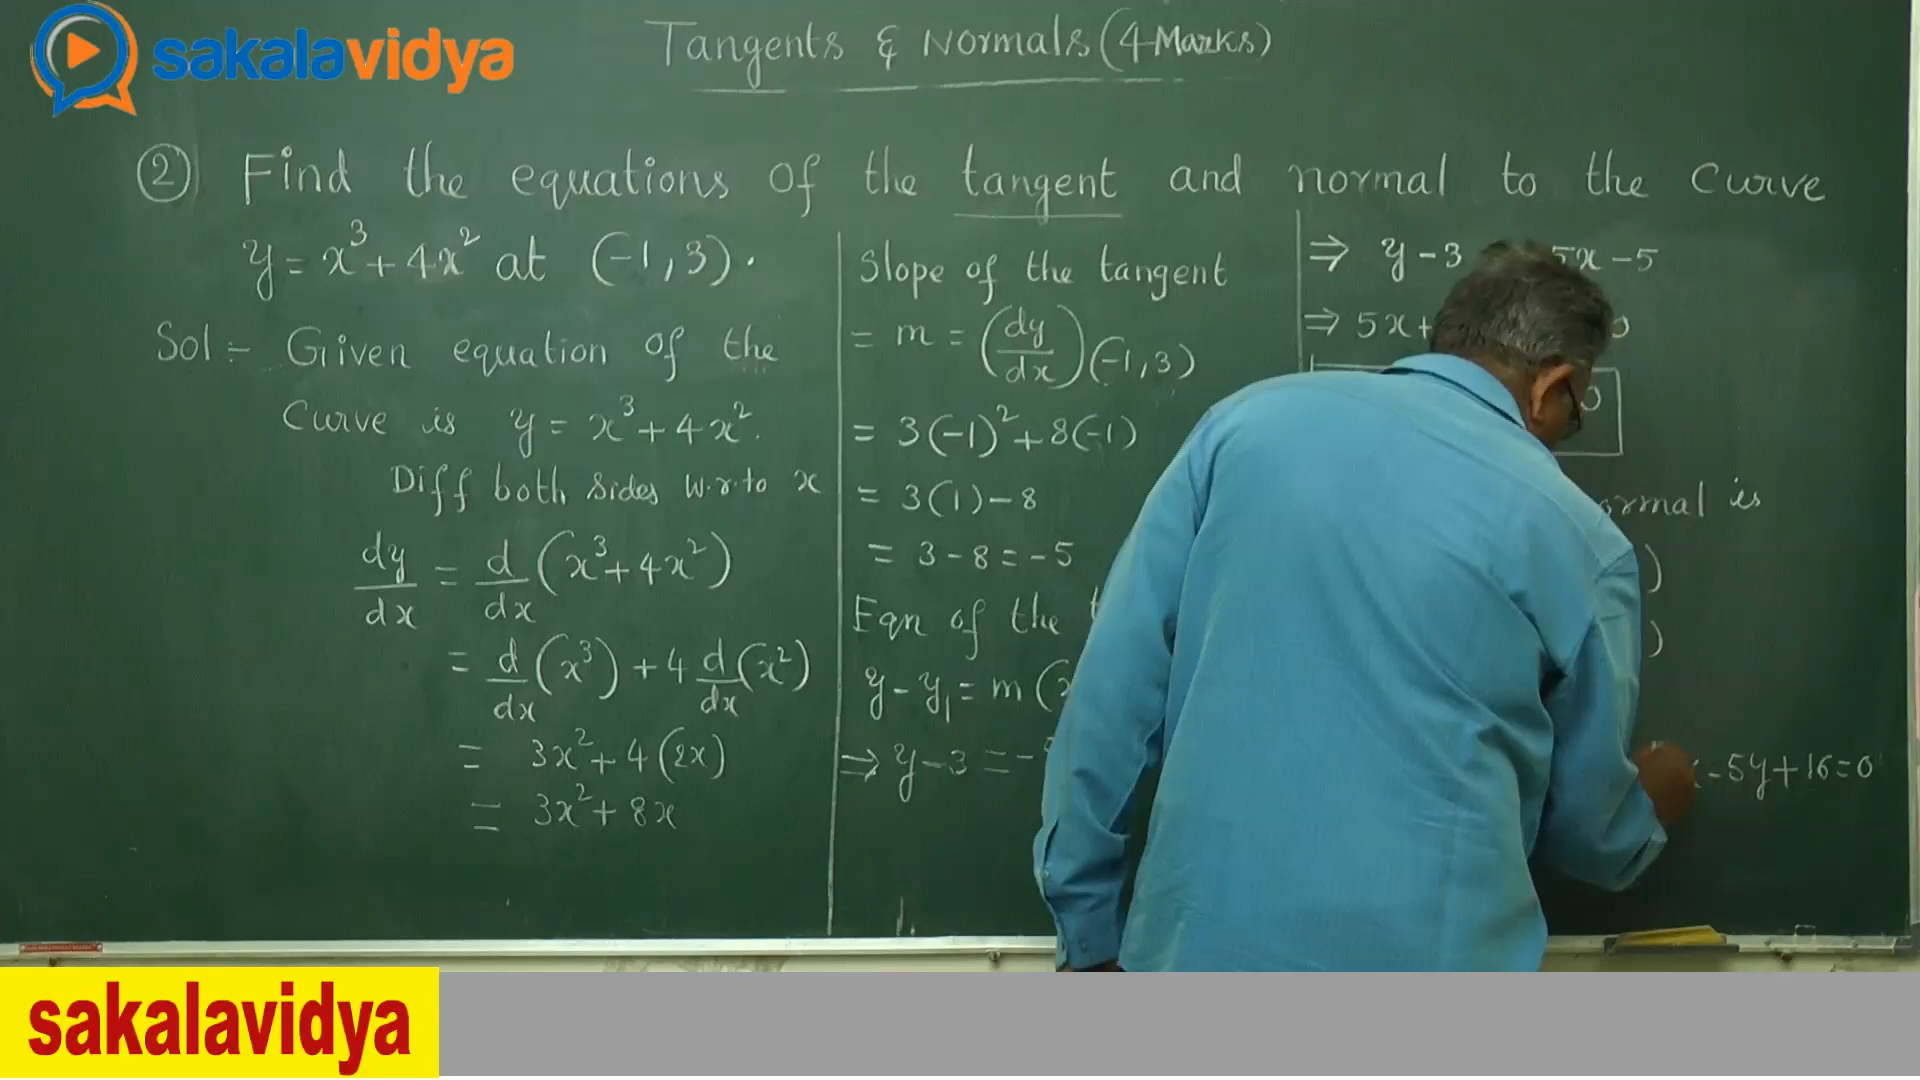 sakalavidya
Tangents & Normals (4 Marks)
② Find the equations of the tangent and normal to the curve
y = x³ + 4x² at (-1, 3).
Sol :- Given equation of the
Curve is y = x³ + 4x².
Diff both sides w.r.to x
dy/dx = d/dx (x³ + 4x²)
= d/dx (x³) + 4 d/dx (x²)
= 3x² + 4(2x)
= 3x² + 8x
Slope of the tangent
= m = (dy/dx)(-1, 3)
= 3(-1)² + 8(-1)
= 3(1) - 8
= 3 - 8 = -5
Eqn of the
y - y₁ = m (
⇒ y - 3 = -
⇒ y - 3 5x - 5
⇒ 5x + 0
0
is
)
)
- 5y + 16 = 0
sakalavidya